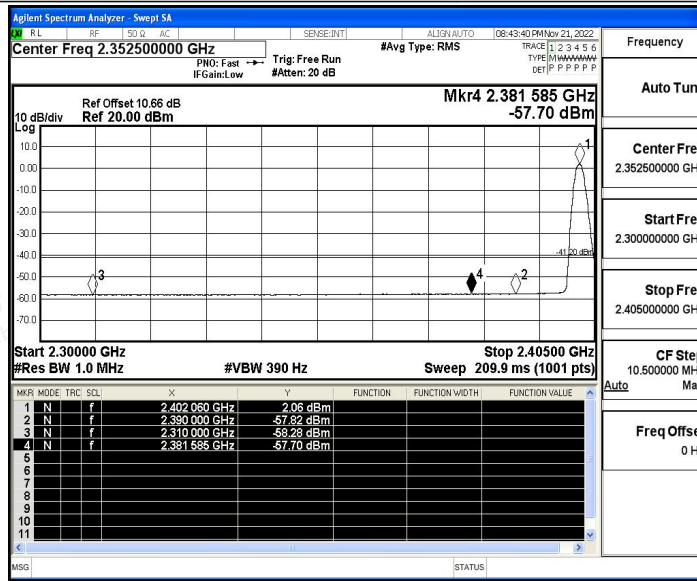 Agilent Spectrum Analyzer - Swept SA
RL RF 50 Ω AC SENSE:INT ALIGN AUTO 08:43:40 PM Nov 21, 2022
Center Freq 2.352500000 GHz
PNO: Fast
IFGain:Low
Trig: Free Run
#Atten: 20 dB
#Avg Type: RMS
TRACE 1 2 3 4 5 6
TYPE M
DET P P P P P P
Frequency
Mkr4 2.381 585 GHz
-57.70 dBm
Ref Offset 10.66 dB
10 dB/div Ref 20.00 dBm
Log
10.0
0.00
-10.0
-20.0
-30.0
-40.0
-50.0
-60.0
-70.0
1
-41.20 dBm
3
4
2
Start 2.30000 GHz Stop 2.40500 GHz
#Res BW 1.0 MHz #VBW 390 Hz Sweep 209.9 ms (1001 pts)
MKR MODE TRC SCL X Y FUNCTION FUNCTION WIDTH FUNCTION VALUE
1 N f 2.402 060 GHz 2.06 dBm
2 N f 2.390 000 GHz -57.82 dBm
3 N f 2.310 000 GHz -58.28 dBm
4 N f 2.381 585 GHz -57.70 dBm
5
6
7
8
9
10
11
MSG STATUS
Auto Tun
Center Fre
2.352500000 GH
Start Fre
2.300000000 GH
Stop Fre
2.405000000 GH
CF Ste
10.500000 MH
Auto Ma
Freq Offse
0 H